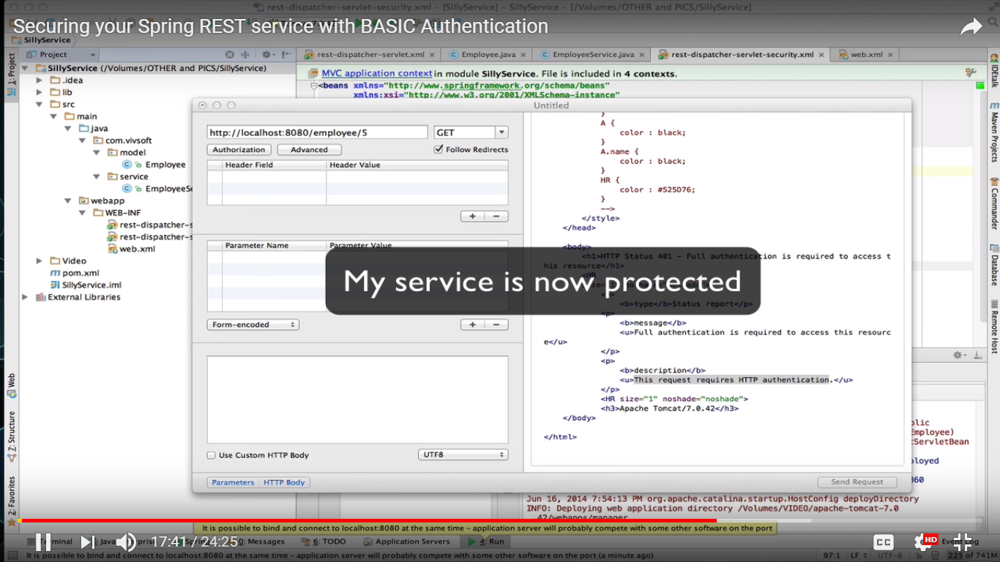 rest-dispatcher-servlet-security.xml – [SillyService] – SillyService – [/Volumes/OTHER and PICS/SillyService]
Securing your Spring REST service with BASIC Authentication
SillyService
Project
rest-dispatcher-servlet.xml
Employee.java
EmployeeService.java
rest-dispatcher-servlet-security.xml
web.xml
SillyService (/Volumes/OTHER and PICS/SillyService)
.idea
lib
src
main
java
com.vivsoft
model
Employee
service
EmployeeSe
webapp
WEB-INF
rest-dispatcher-s
rest-dispatcher-s
web.xml
Video
pom.xml
SillyService.iml
External Libraries
1: Project
Web
Z: Structure
2: Favorites
MVC application context in module SillyService. File is included in 4 contexts.
<beans xmlns="http://www.springframework.org/schema/beans"
xmlns:xsi="http://www.w3.org/2001/XMLSchema-instance"
Untitled
http://localhost:8080/employee/5
GET
Authorization
Advanced
Follow Redirects
Header Field
Header Value
+ −
Parameter Name
Parameter Value
My service is now protected
Form-encoded
+ −
Use Custom HTTP Body
UTF8
Parameters
HTTP Body
Send Request
}
A {
color : black;
}
A.name {
color : black;
}
HR {
color : #525D76;
}
-->
</style>
</head>
<body>
<h1>HTTP Status 401 – Full authentication is required to access t
his resource</h1>
<HR
<b>type</b>Status report</p>
<p>
<b>message</b>
<u>Full authentication is required to access this resourc
e</u>
</p>
<p>
<b>description</b>
<u>This request requires HTTP authentication.</u>
</p>
<HR size="1" noshade="noshade">
<h3>Apache Tomcat/7.0.42</h3>
</body>
</html>
IDEtalk
Maven Projects
Commander
Database
Remote Host
blic
Employee)
tServletBean
ployed
860
Jun 16, 2014 7:54:13 PM org.apache.catalina.startup.HostConfig deployDirectory
INFO: Deploying web application directory /Volumes/VIDEO/apache-tomcat-7.0
.42/webapps/manager
It is possible to bind and connect to localhost:8080 at the same time – application server will probably compete with some other software on the port
17:41 / 24:25
0: Messages
6: TODO
Application Servers
4: Run
CC
HD
Event Log
It is possible to bind and connect to localhost:8080 at the same time – application server will probably compete with some other software on the port (a minute ago)
97:1
LF
UTF-8
225 of 741M